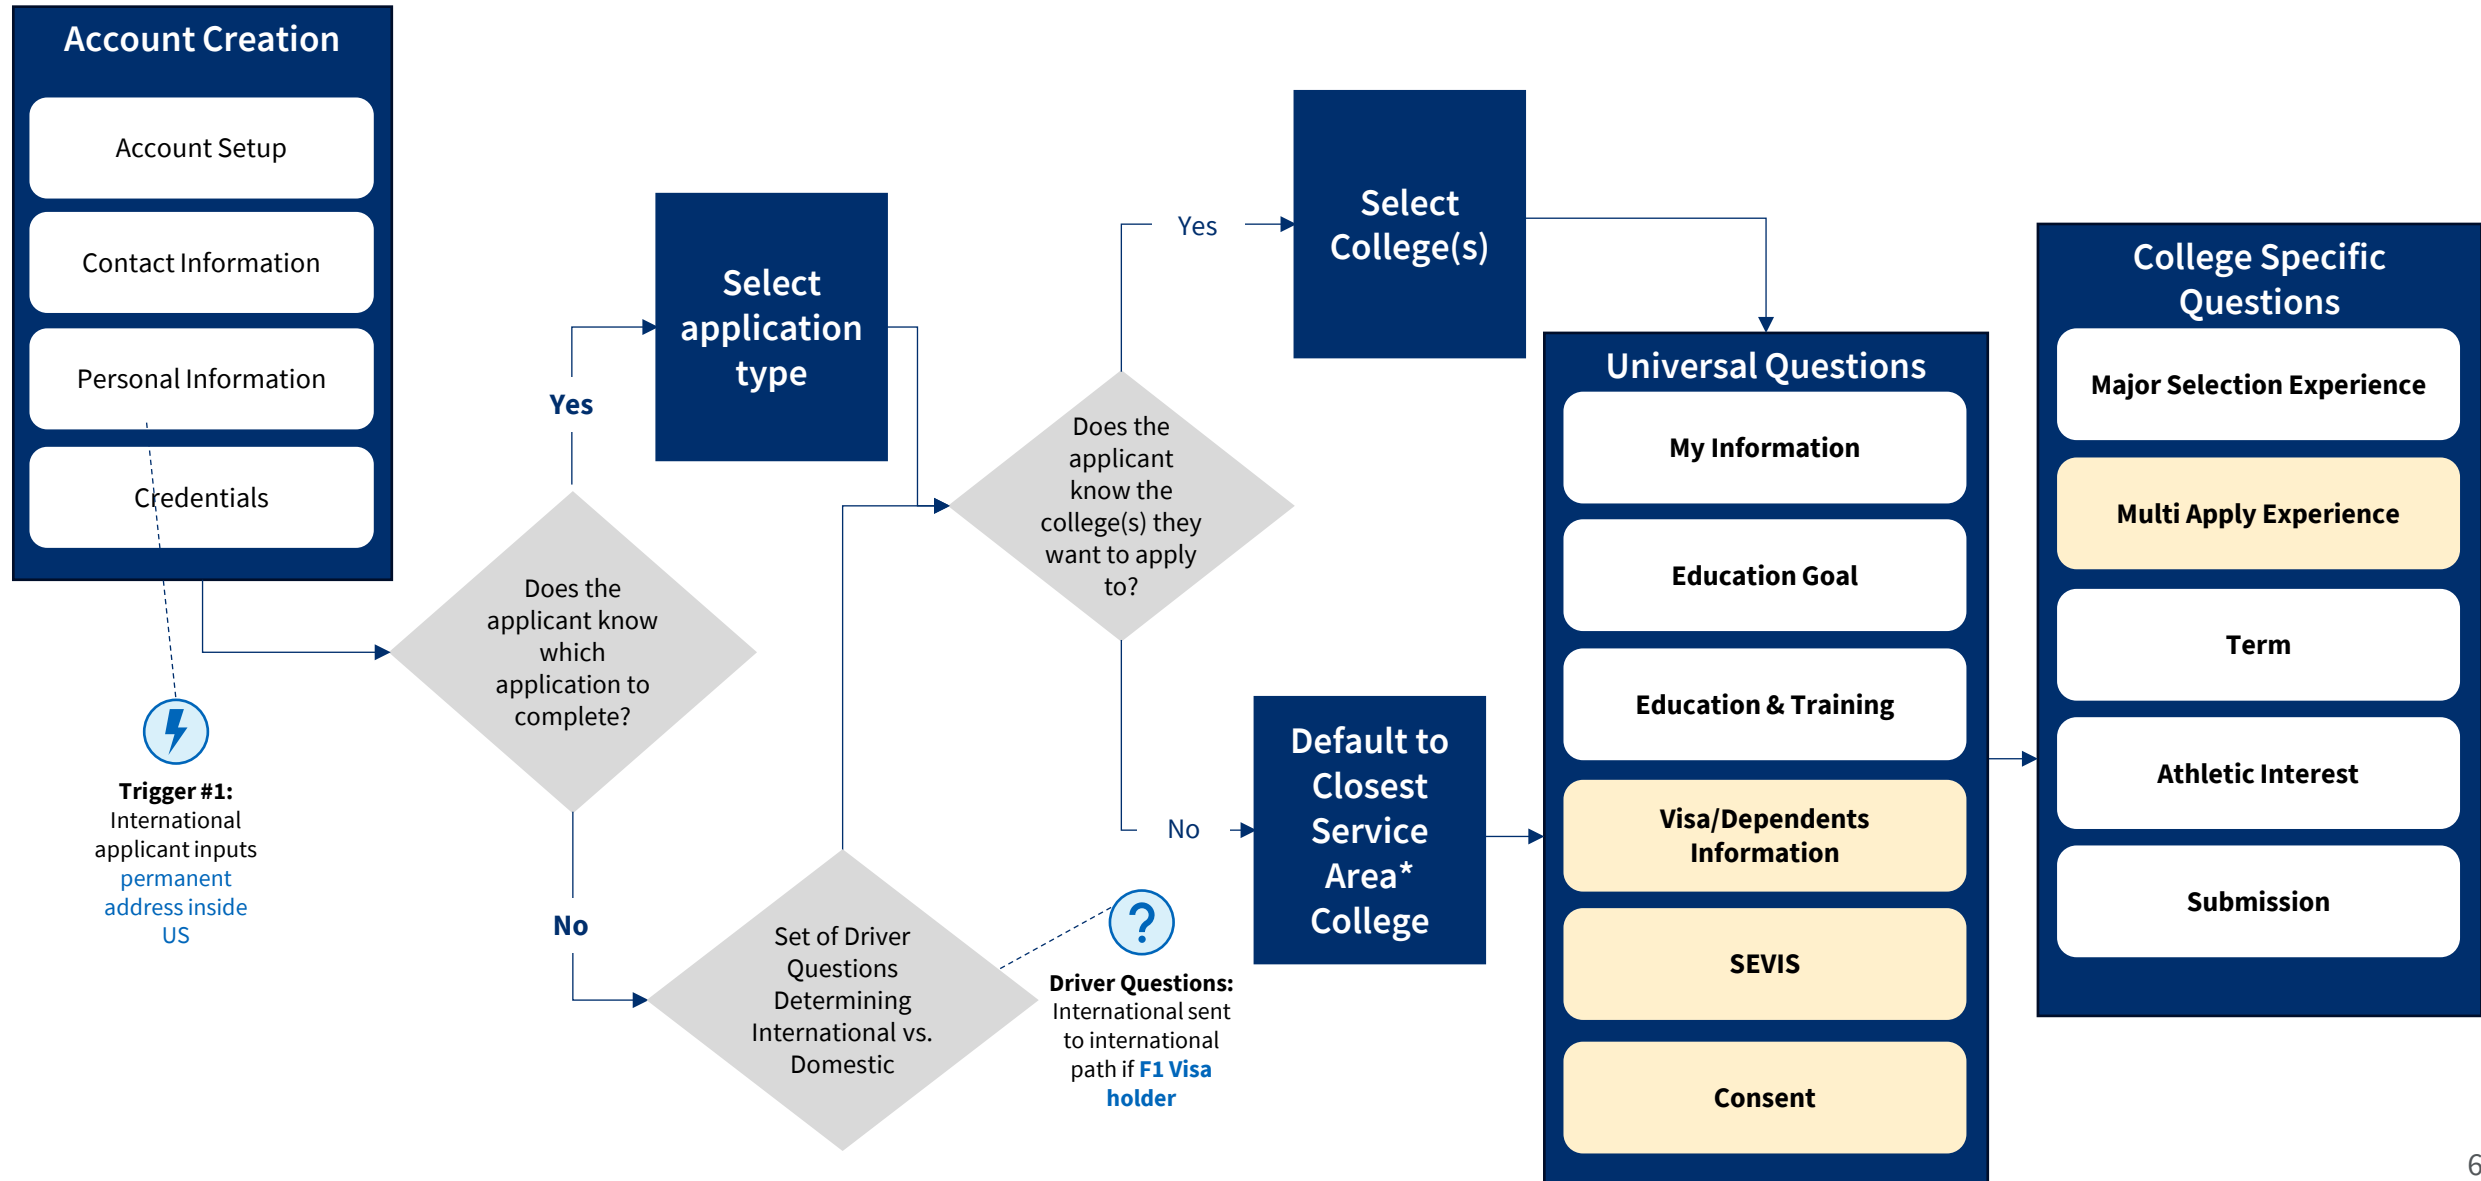 Account Creation
Account Setup
Contact Information
Personal Information
Credentials
Trigger #1:
International
applicant inputs
permanent
address inside
US
Does the
applicant know
which
application to
complete?
Yes
No
Select
application
type
Set of Driver
Questions
Determining
International vs.
Domestic
Driver Questions:
International sent
to international
path if F1 Visa
holder
Does the
applicant
know the
college(s) they
want to apply
to?
Yes
No
Select
College(s)
Default to
Closest
Service
Area*
College
Universal Questions
My Information
Education Goal
Education & Training
Visa/Dependents
Information
SEVIS
Consent
College Specific
Questions
Major Selection Experience
Multi Apply Experience
Term
Athletic Interest
Submission
6